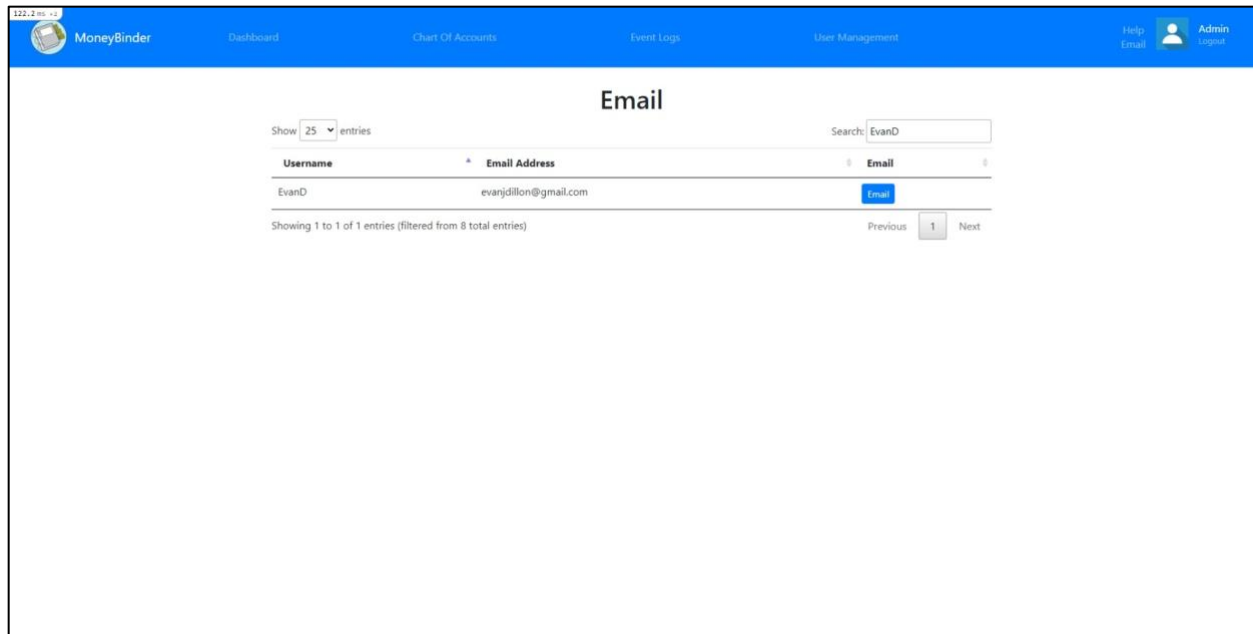 122.2 ms ×2
MoneyBinder Dashboard Chart Of Accounts Event Logs User Management Help Admin
Email Logout
Email
Show 25 entries Search: EvanD
Username Email Address Email
EvanD evanjdillon@gmail.com Email
Showing 1 to 1 of 1 entries (filtered from 8 total entries) Previous 1 Next